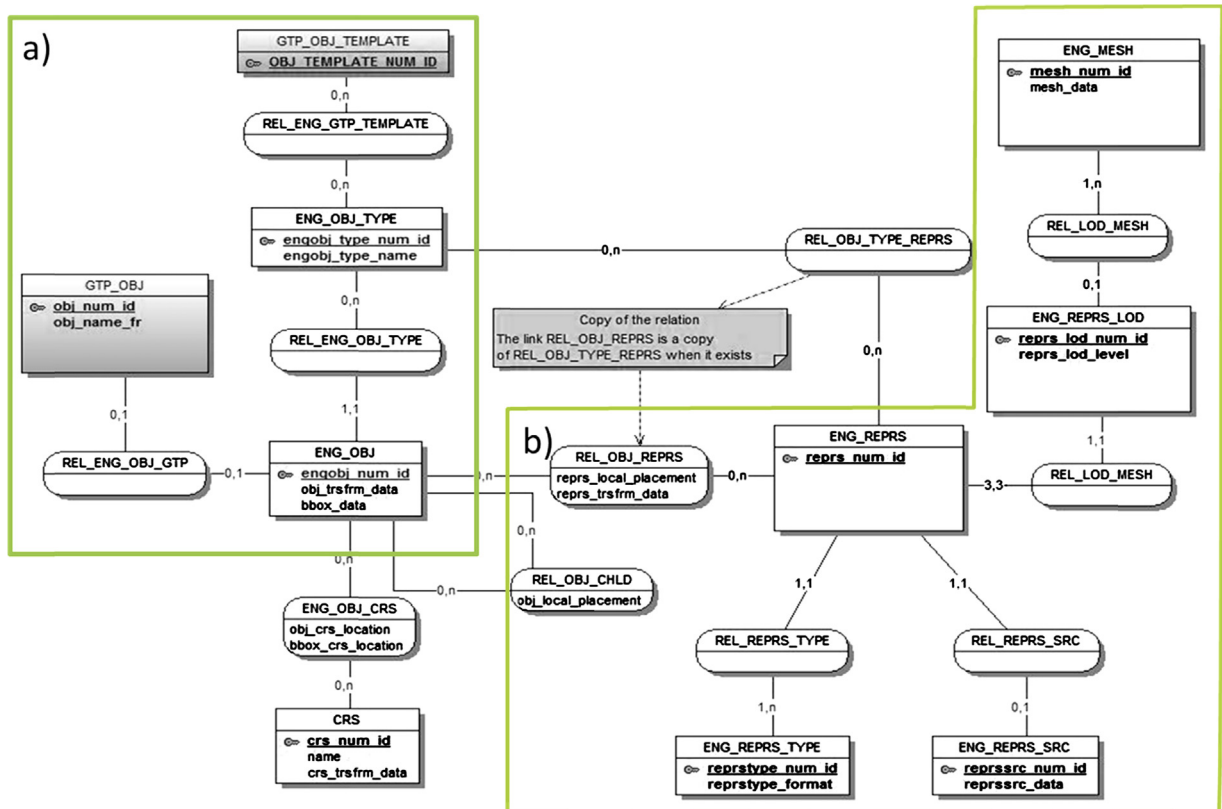 a)
GTP_OBJ_TEMPLATE
OBJ_TEMPLATE_NUM_ID
0,n
REL_ENG_GTP_TEMPLATE
0,n
ENG_OBJ_TYPE
engobj_type_num_id
engobj_type_name
0,n
REL_ENG_OBJ_TYPE
1,1
GTP_OBJ
obj_num_id
obj_name_fr
0,1
REL_ENG_OBJ_GTP
0,1
ENG_OBJ
engobj_num_id
obj_trsfrm_data
bbox_data
0,n
REL_OBJ_TYPE_REPRS
0,n
Copy of the relation
The link REL_OBJ_REPRS is a copy
of REL_OBJ_TYPE_REPRS when it exists
ENG_MESH
mesh_num_id
mesh_data
1,n
REL_LOD_MESH
0,1
ENG_REPRS_LOD
reprs_lod_num_id
reprs_lod_level
1,1
REL_LOD_MESH
3,3
b)
ENG_REPRS
reprs_num_id
0,n
REL_OBJ_REPRS
reprs_local_placement
reprs_trsfrm_data
0,n
0,n
0,n
REL_OBJ_CHLD
obj_local_placement
0,n
ENG_OBJ_CRS
obj_crs_location
bbox_crs_location
0,n
CRS
crs_num_id
name
crs_trsfrm_data
1,1
1,1
REL_REPRS_TYPE
REL_REPRS_SRC
1,n
0,1
ENG_REPRS_TYPE
reprstype_num_id
reprstype_format
ENG_REPRS_SRC
reprssrc_num_id
reprssrc_data